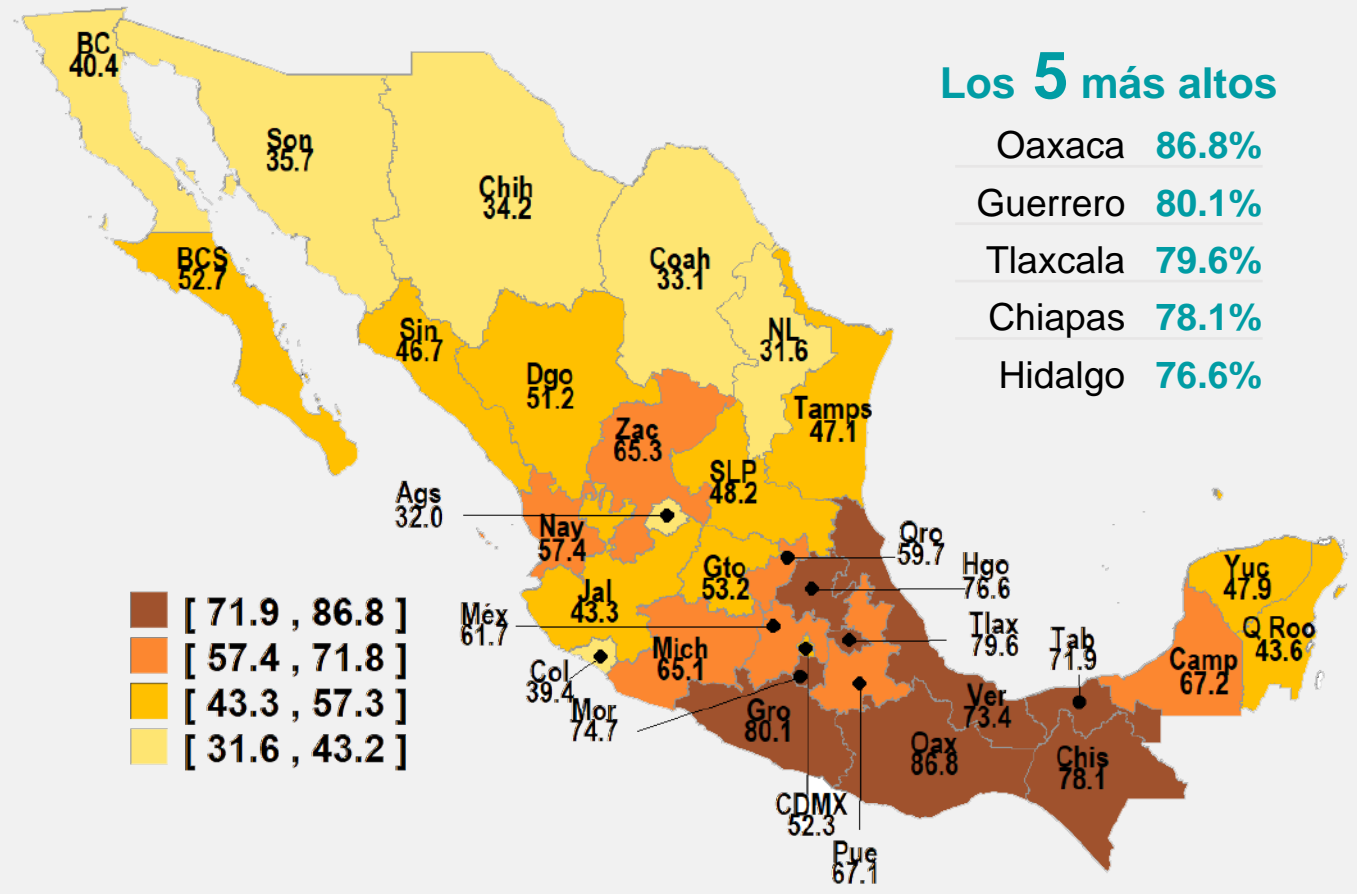 Los 5 más altos
Oaxaca 86.8%
Guerrero 80.1%
Tlaxcala 79.6%
Chiapas 78.1%
Hidalgo 76.6%
BC
40.4
Son
35.7
Chih
34.2
Coah
33.1
NL
31.6
BCS
52.7
Sin
46.7
Dgo
51.2
Zac
65.3
SLP
48.2
Tamps
47.1
Ags
32.0
Nay
57.4
Jal
43.3
Gto
53.2
Qro
59.7
Hgo
76.6
Méx
61.7
Tlax
79.6
Col
39.4
Mich
65.1
Mor
74.7
Gro
80.1
CDMX
52.3
Pue
67.1
Oax
86.8
Ver
73.4
Tab
71.9
Chis
78.1
Camp
67.2
Yuc
47.9
Q Roo
43.6
[ 71.9 , 86.8 ]
[ 57.4 , 71.8 ]
[ 43.3 , 57.3 ]
[ 31.6 , 43.2 ]